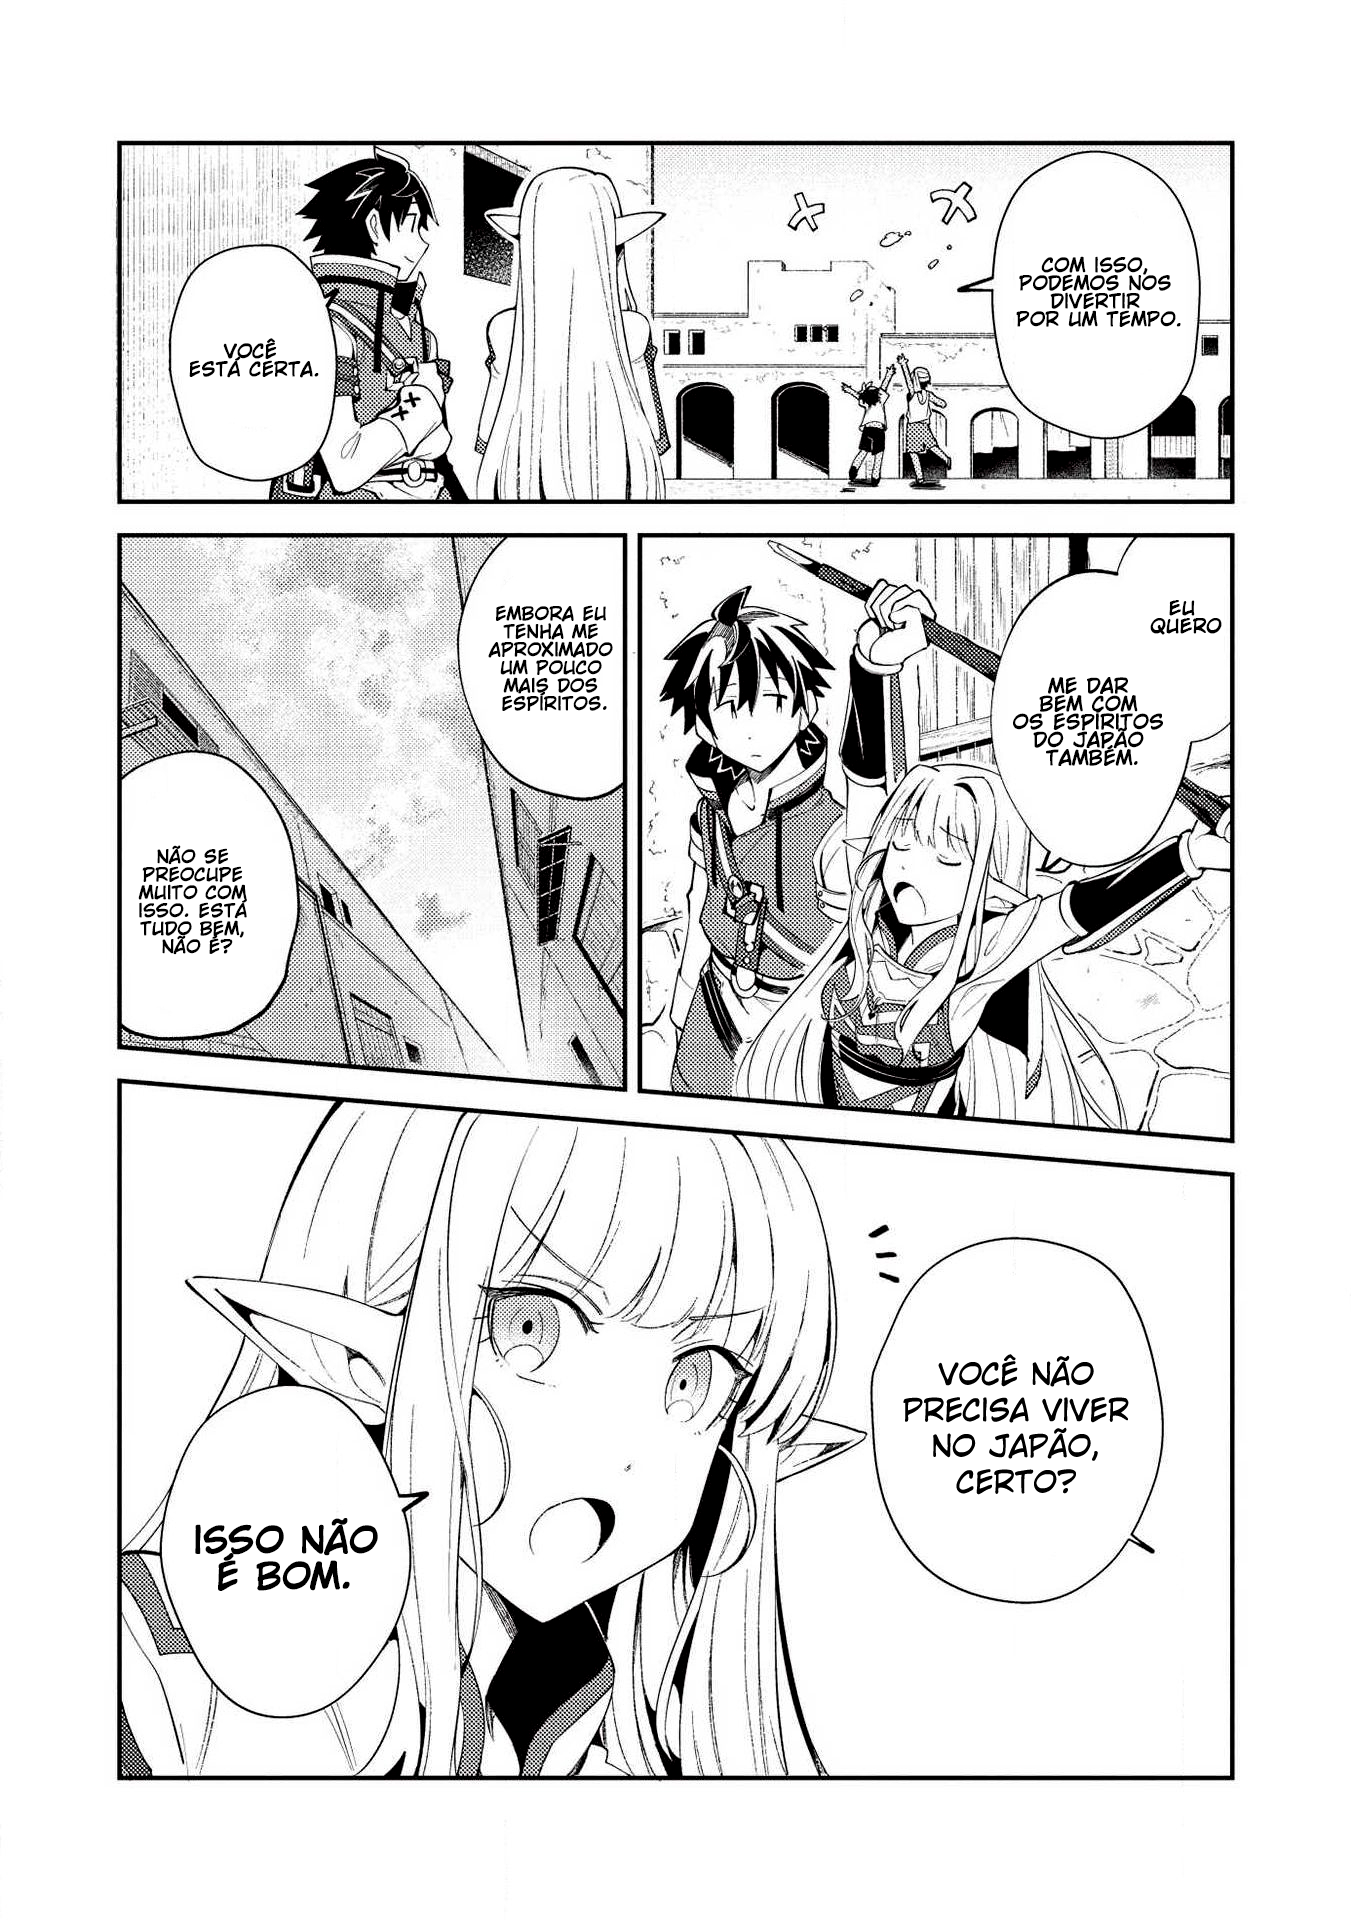 COM ISSO,
PODEMOS NOS
DIVERTIR
POR UM TEMPO.
VOCÊ
ESTÁ CERTA.
EU
QUERO
ME DAR
BEM COM
OS ESPÍRITOS
DO JAPÃO
TAMBÉM.
EMBORA EU
TENHA ME
APROXIMADO
UM POUCO
MAIS DOS
ESPÍRITOS.
NÃO SE
PREOCUPE
MUITO COM
ISSO. ESTÁ
TUDO BEM,
NÃO É?
VOCÊ NÃO
PRECISA VIVER
NO JAPÃO,
CERTO?
ISSO NÃO
É BOM.